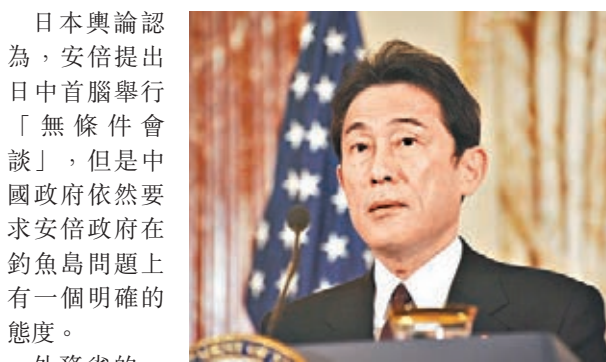 日本輿論認
為，安倍提出
日中首腦舉行
「無條件會
談」，但是中
國政府依然要
求安倍政府在
釣魚島問題上
有一個明確的
態度。
外務省的一